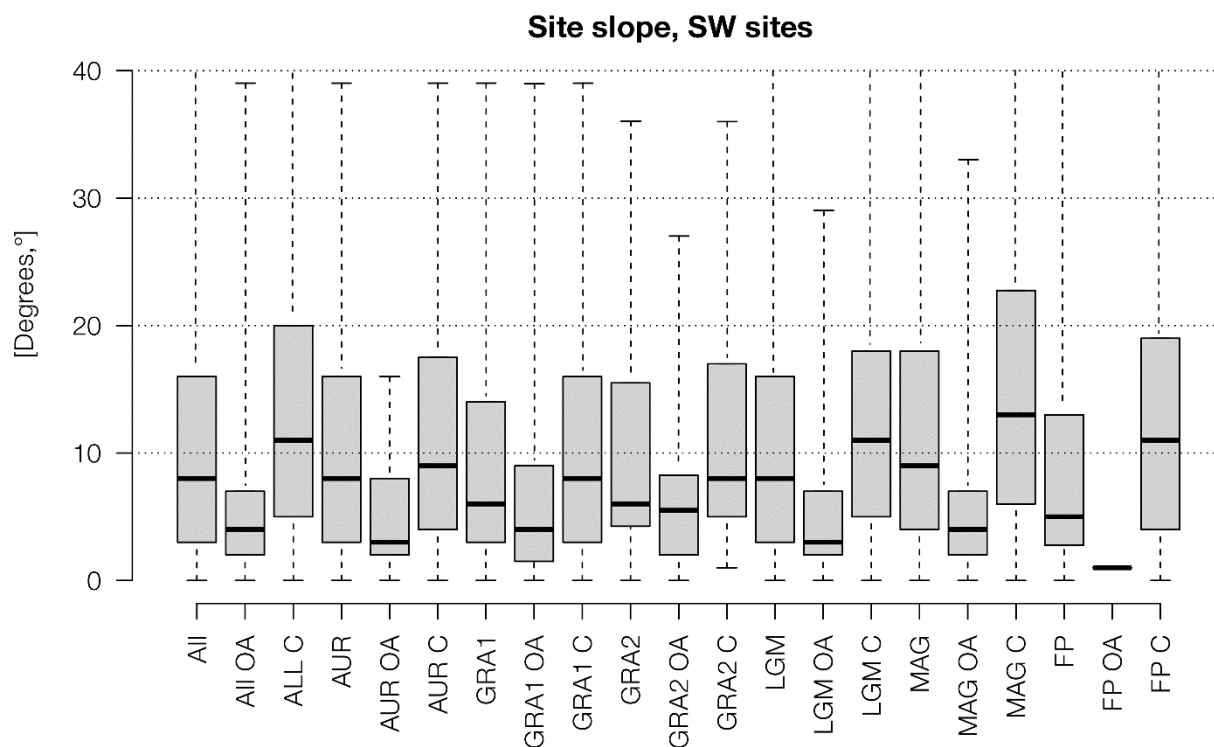 Site slope, SW sites
[Degrees,°]
40
30
20
10
0
All
All OA
ALL C
AUR
AUR OA
AUR C
GRA1
GRA1 OA
GRA1 C
GRA2
GRA2 OA
GRA2 C
LGM
LGM OA
LGM C
MAG
MAG OA
MAG C
FP
FP OA
FP C